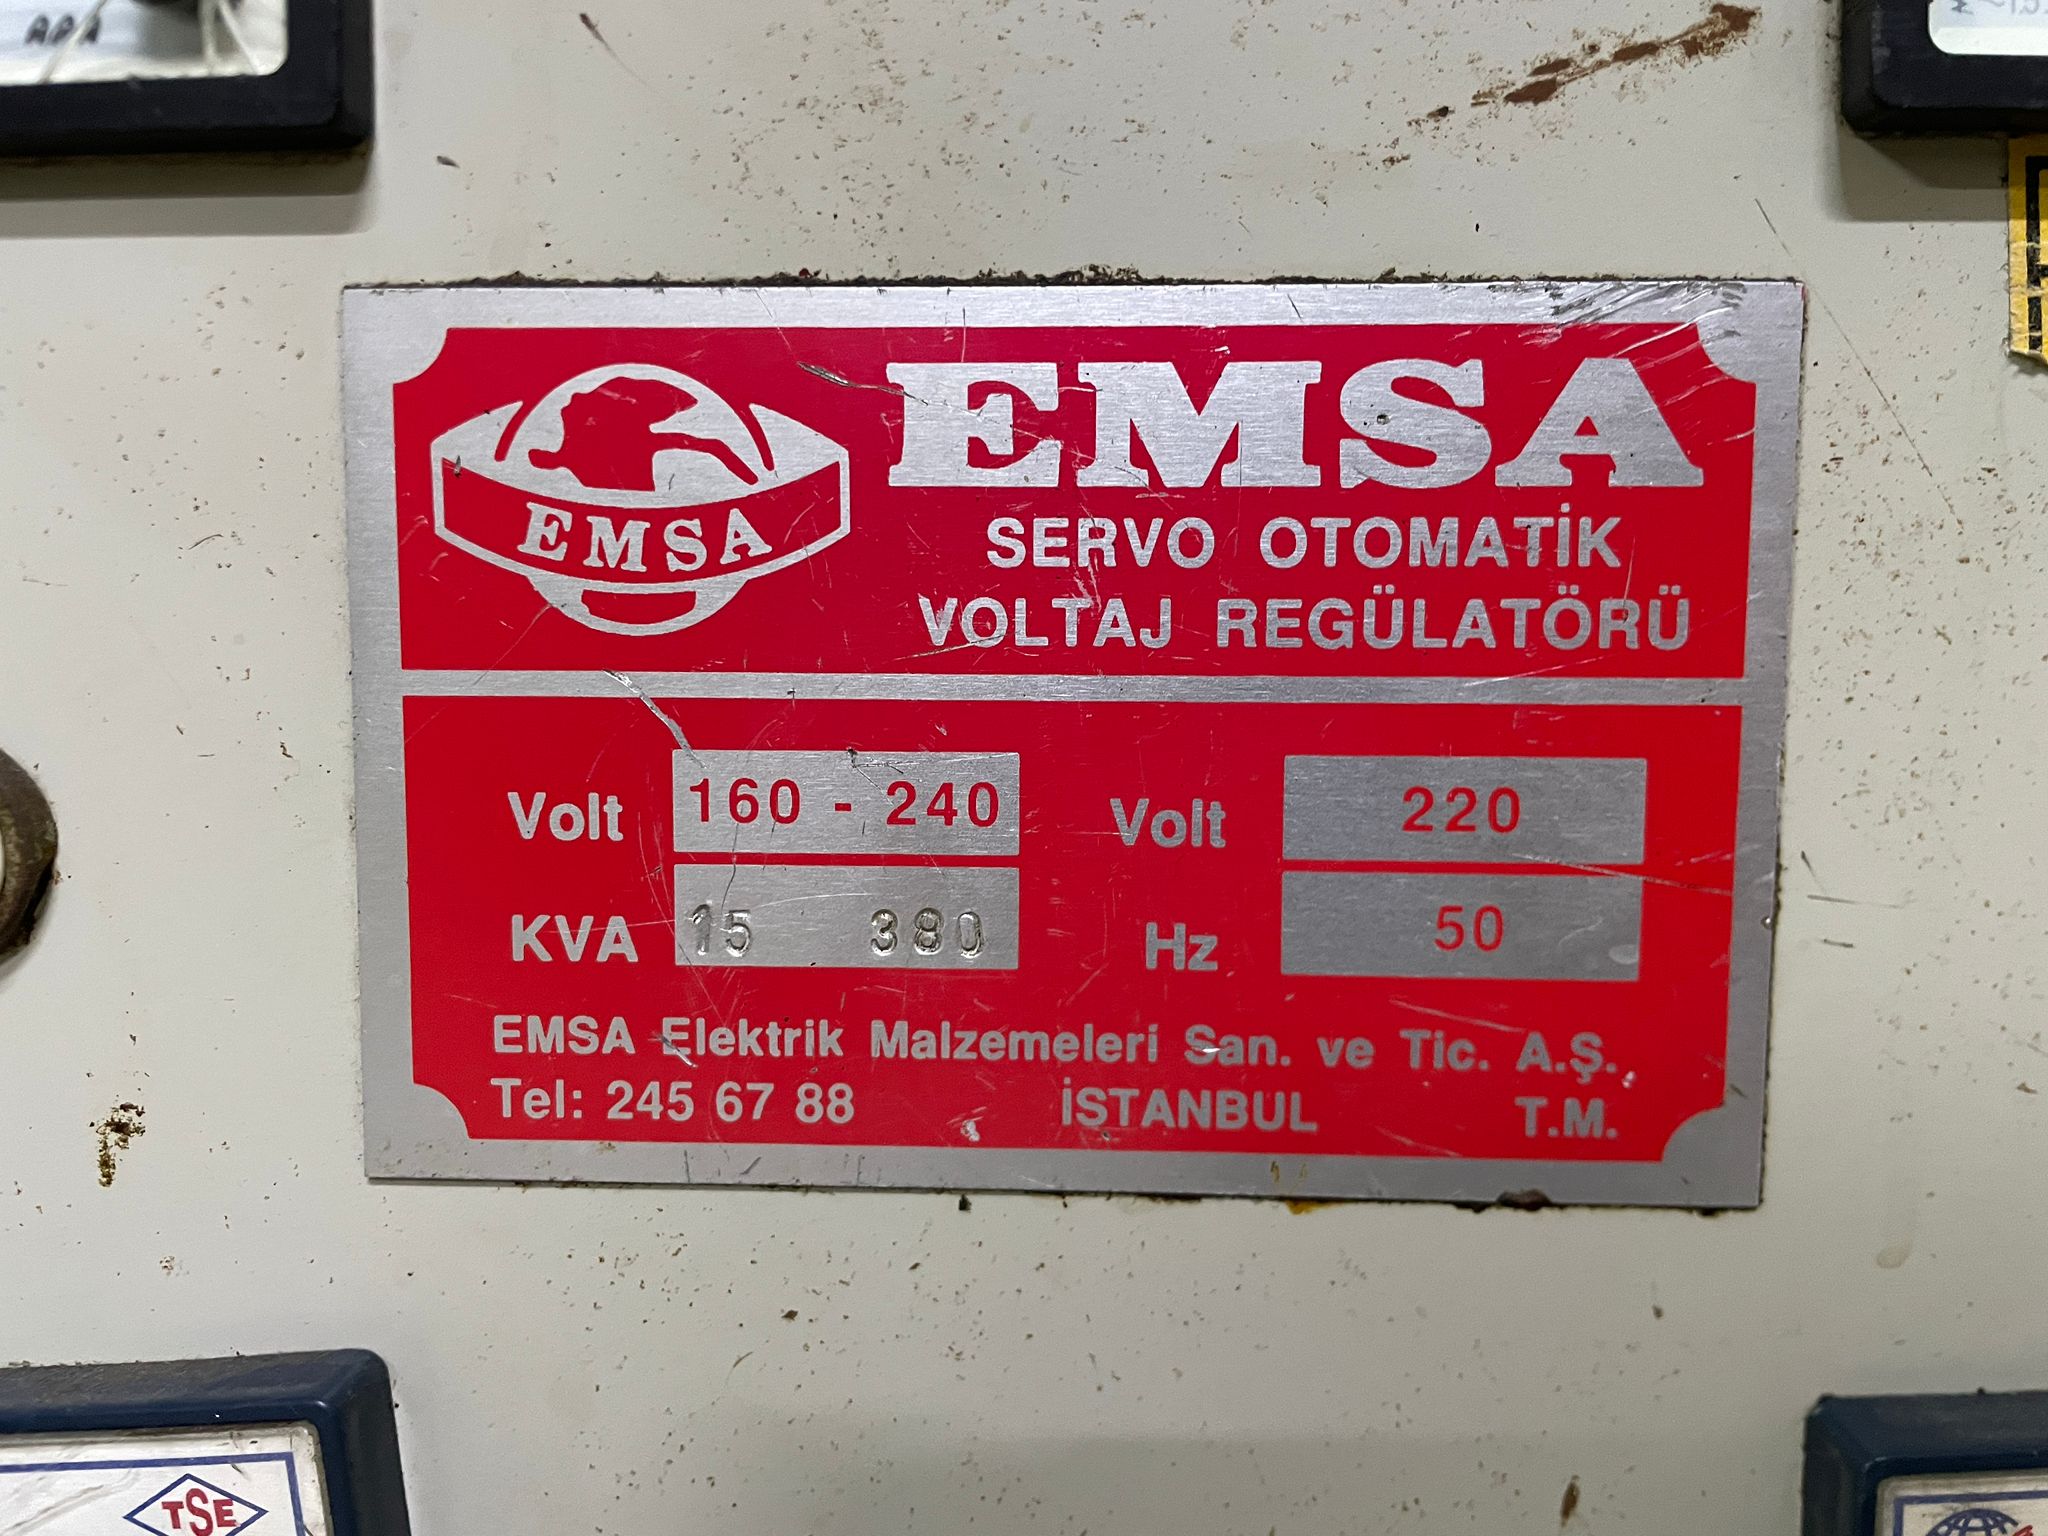 EMSA
EMSA
SERVO OTOMATİK
VOLTAJ REGÜLATÖRÜ
Volt 160 - 240 Volt 220
KVA 15 380 Hz 50
EMSA Elektrik Malzemeleri San. ve Tic. A.Ş.
Tel: 245 67 88 İSTANBUL T.M.
TSE